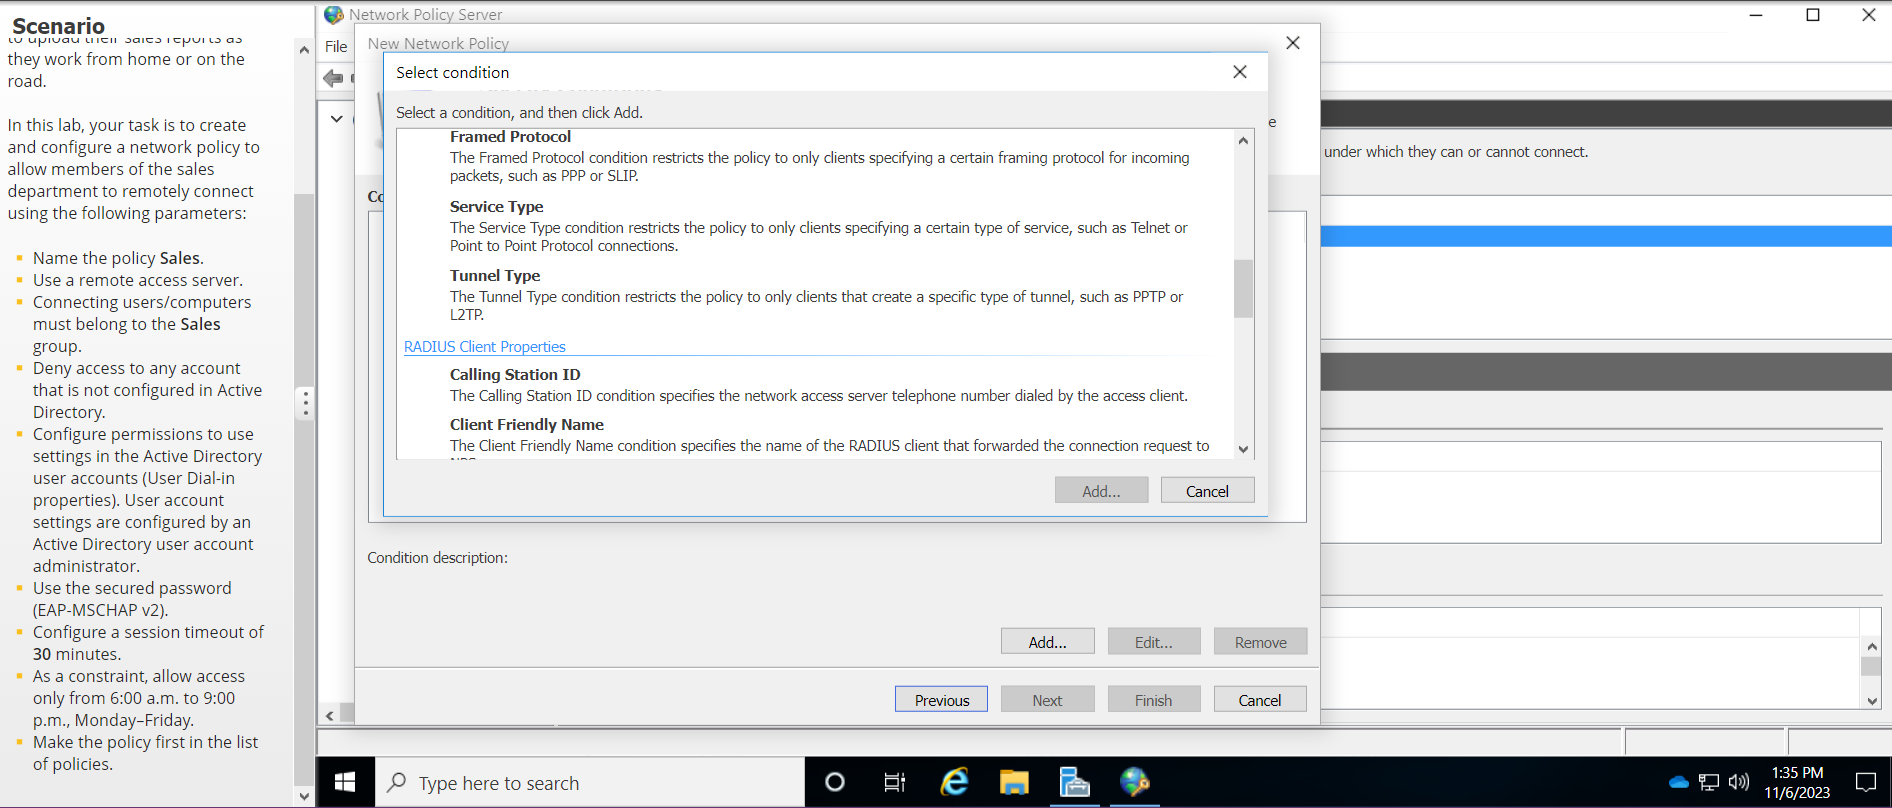 Scenario
to upload their sales reports as
they work from home or on the
road.
In this lab, your task is to create
and configure a network policy to
allow members of the sales
department to remotely connect
using the following parameters:
Name the policy Sales.
Use a remote access server.
Connecting users/computers
must belong to the Sales
group.
Deny access to any account
that is not configured in Active
Directory.
Configure permissions to use
settings in the Active Directory
user accounts (User Dial-in
properties). User account
settings are configured by an
Active Directory user account
administrator.
Use the secured password
(EAP-MSCHAP v2).
Configure a session timeout of
30 minutes.
As a constraint, allow access
only from 6:00 a.m. to 9:00
p.m., Monday–Friday.
Make the policy first in the list
of policies.
Network Policy Server
File
New Network Policy
Select condition
Select a condition, and then click Add.
Framed Protocol
The Framed Protocol condition restricts the policy to only clients specifying a certain framing protocol for incoming
packets, such as PPP or SLIP.
Service Type
The Service Type condition restricts the policy to only clients specifying a certain type of service, such as Telnet or
Point to Point Protocol connections.
Tunnel Type
The Tunnel Type condition restricts the policy to only clients that create a specific type of tunnel, such as PPTP or
L2TP.
RADIUS Client Properties
Calling Station ID
The Calling Station ID condition specifies the network access server telephone number dialed by the access client.
Client Friendly Name
The Client Friendly Name condition specifies the name of the RADIUS client that forwarded the connection request to
Add...
Cancel
e
under which they can or cannot connect.
Co
Condition description:
Add...
Edit...
Remove
Previous
Next
Finish
Cancel
Type here to search
1:35 PM
11/6/2023